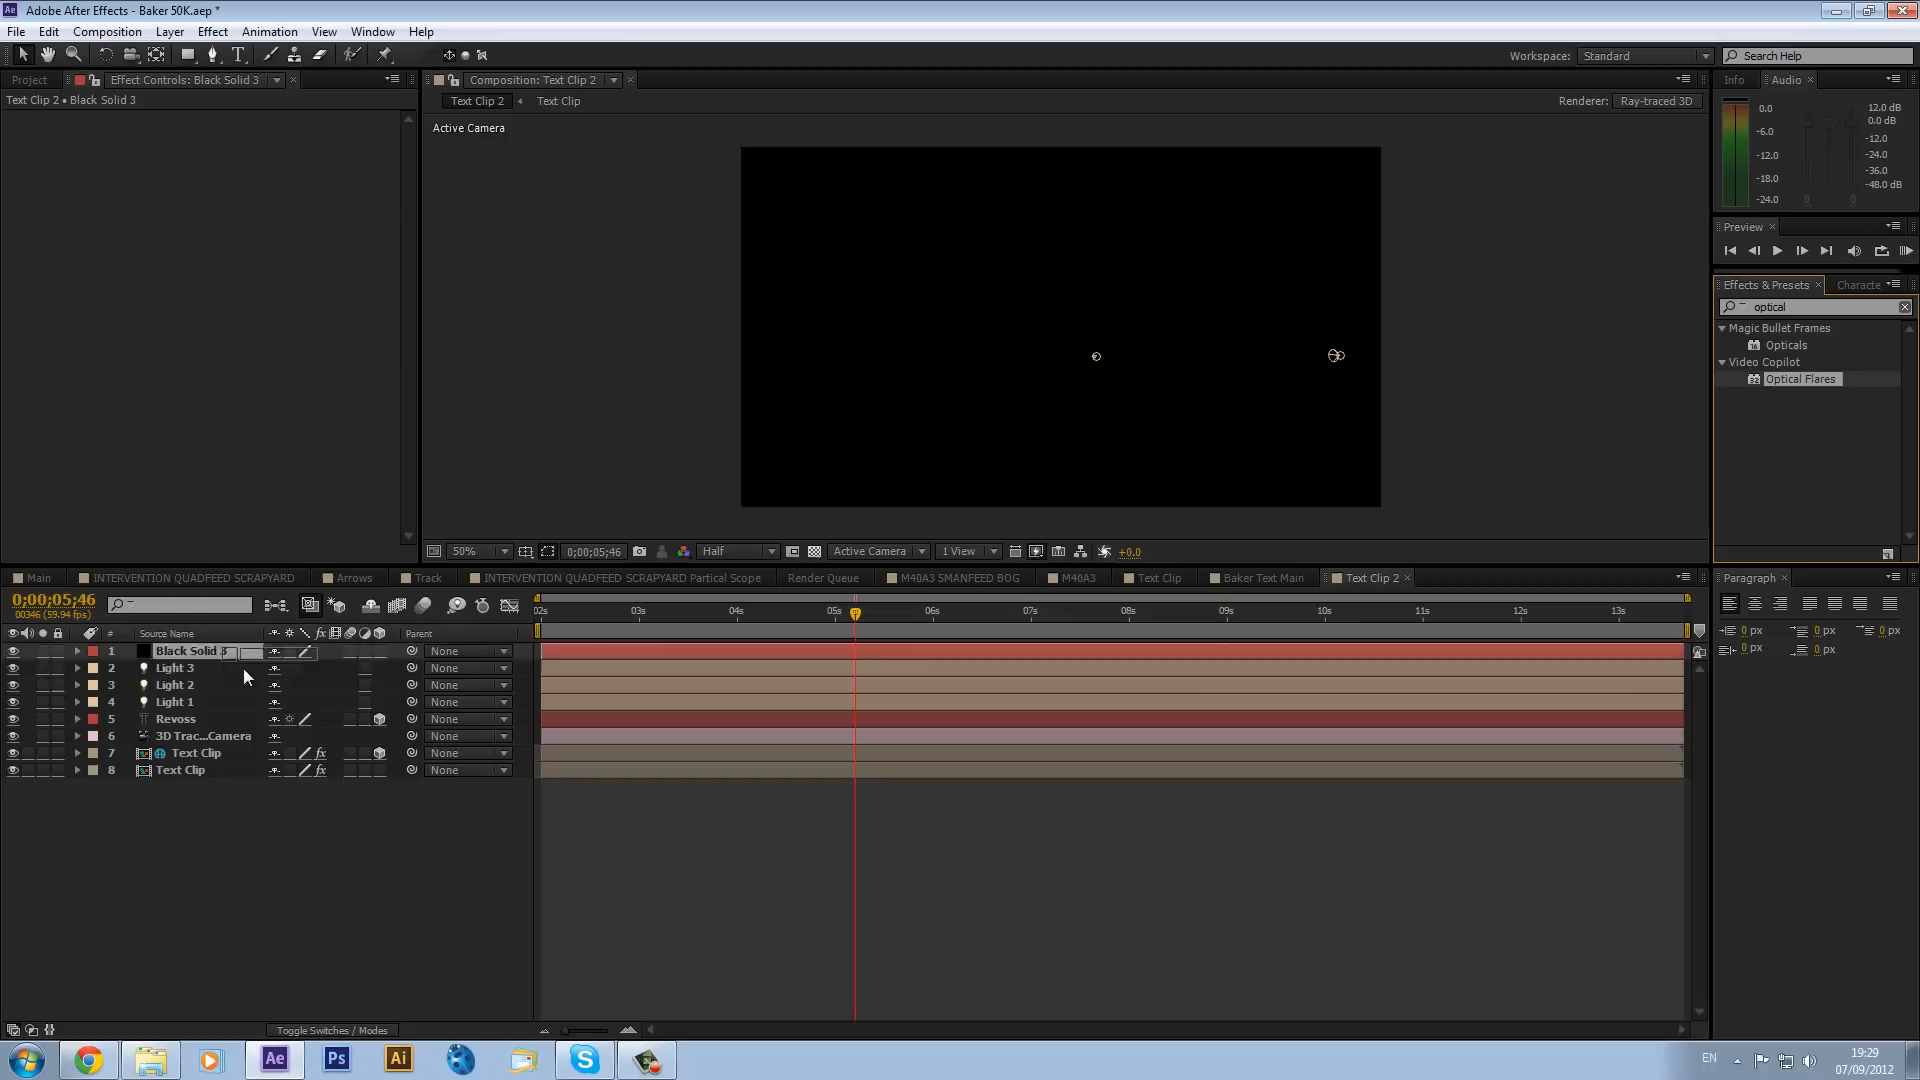 Adobe After Effects - Baker 50K.aep *
File Edit Composition Layer Effect Animation View Window Help
Workspace: Standard Search Help
Project Effect Controls: Black Solid 3 Composition: Text Clip 2 Info Audio
Text Clip 2 • Black Solid 3 Text Clip 2 Text Clip Renderer: Ray-traced 3D
Active Camera
0.0 12.0 dB
0.0 dB
-6.0 -12.0
-12.0 -24.0
-18.0 -36.0
-24.0 -48.0 dB
0 0
Preview
Effects & Presets Characte
optical
Magic Bullet Frames
Opticals
Video Copilot
Optical Flares
50% 0;00;05;46 Half Active Camera 1 View +0.0
Main INTERVENTION QUADFEED SCRAPYARD Arrows Track INTERVENTION QUADFEED SCRAPYARD Partical Scope Render Queue M40A3 5MANFEED BOG M40A3 Text Clip Baker Text Main Text Clip 2 Paragraph
0;00;05;46
00346 (59.94 fps)
02s 03s 04s 05s 06s 07s 08s 09s 10s 11s 12s 13s
# Source Name fx Parent
1 Black Solid 3 None
2 Light 3 None
3 Light 2 None
4 Light 1 None
5 Revoss None
6 3D Trac...Camera None
7 Text Clip fx None
8 Text Clip fx None
0 px 0 px 0 px
0 px 0 px
Toggle Switches / Modes
Ae Ps Ai
EN 19:29
07/09/2012